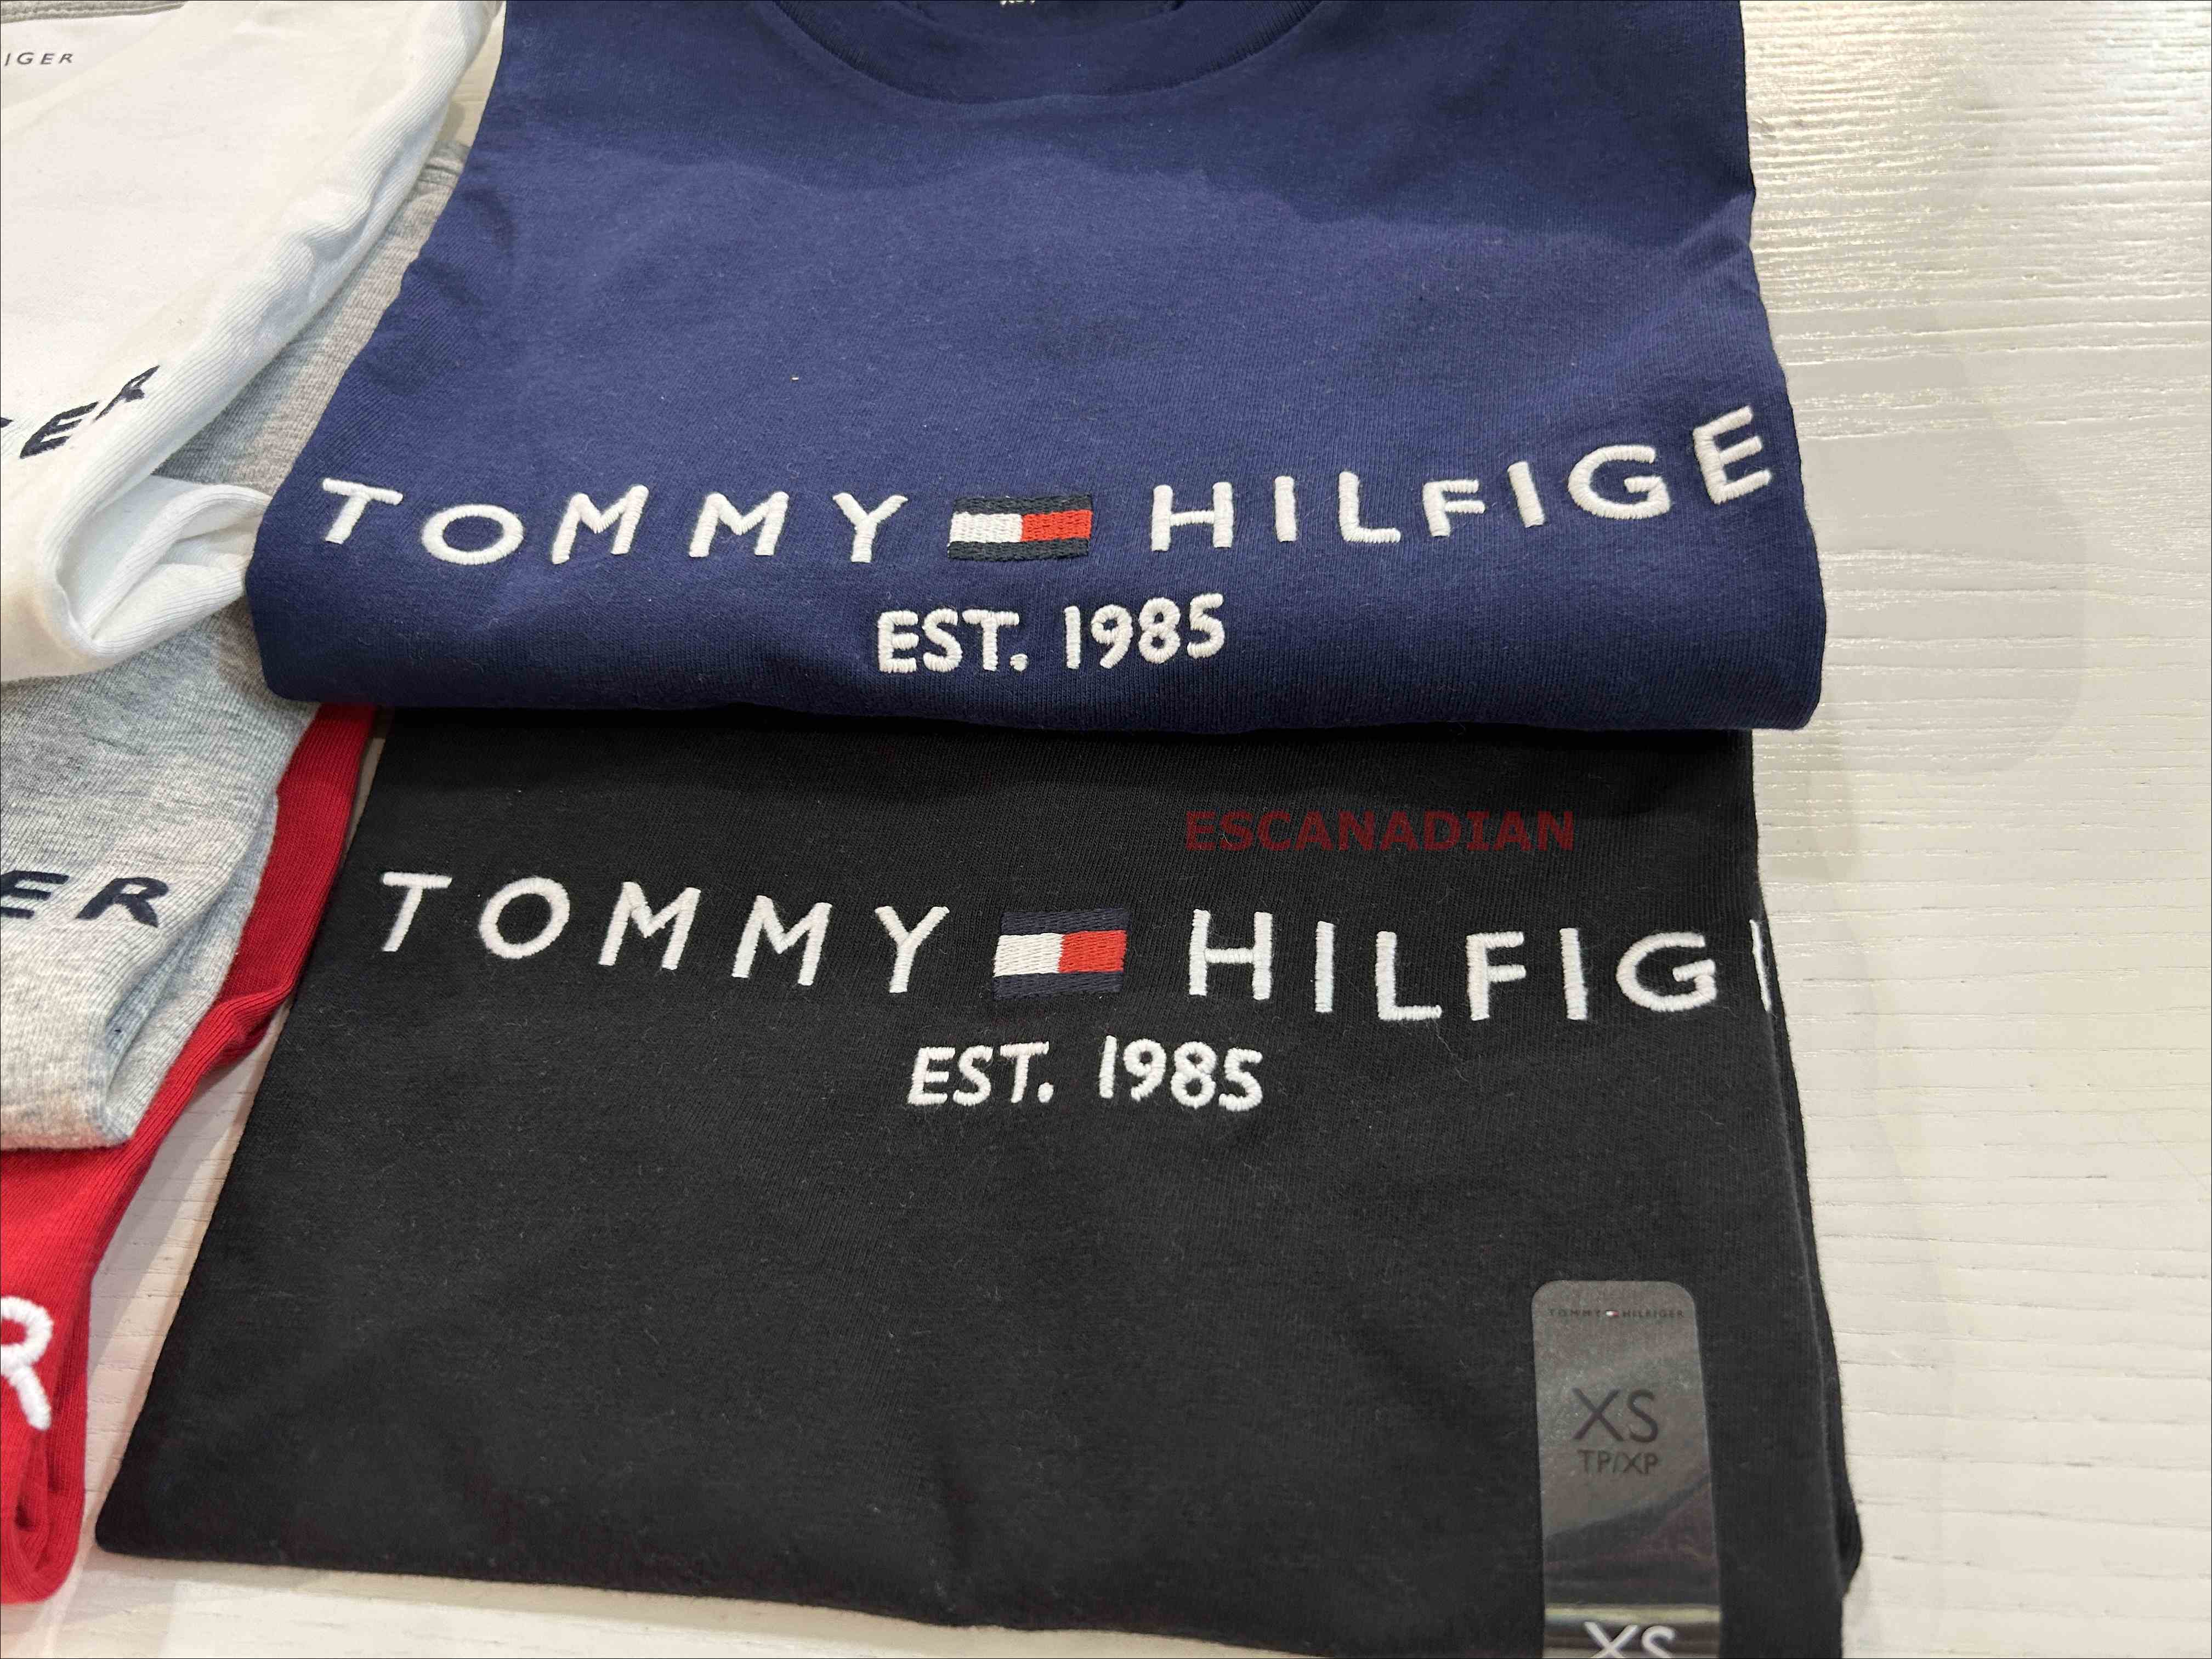 IGER
ER
TOMMY HILFIGE
EST. 1985
ESCANADIAN
TOMMY HILFIG
EST. 1985
ER
R
TOMMY HILFIGER
XS
TP/XP
XS